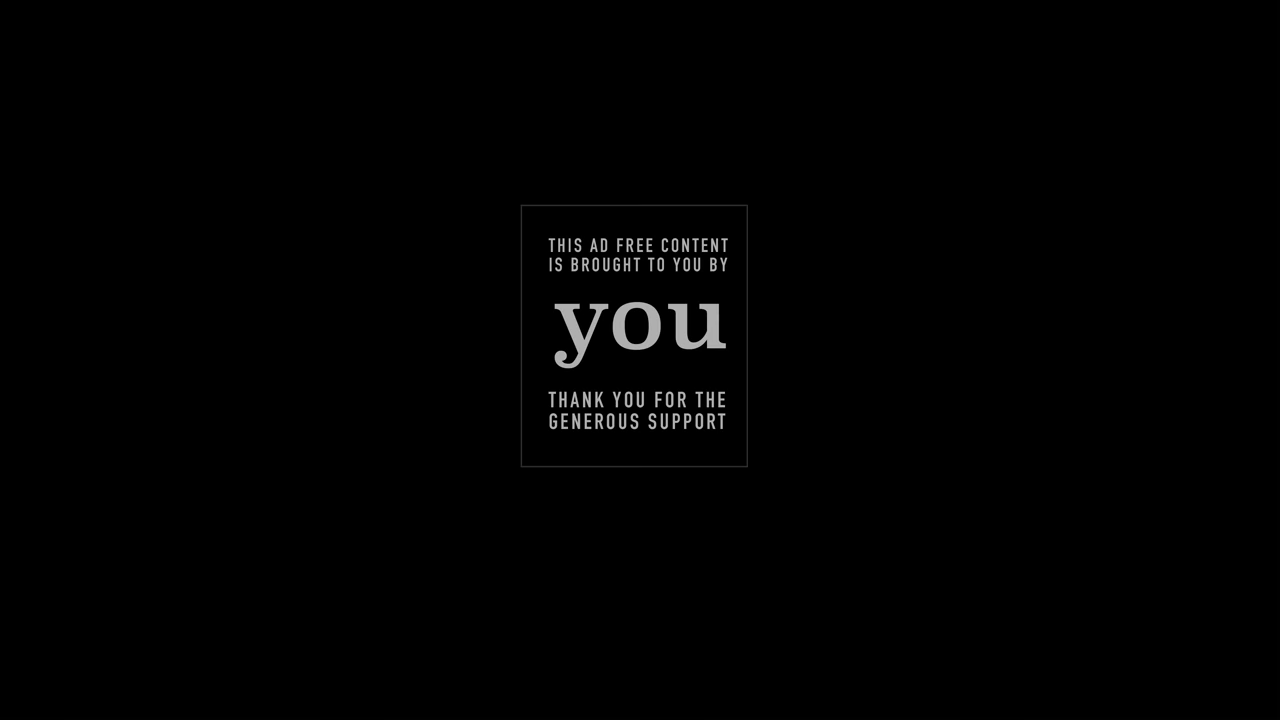 THIS AD FREE CONTENT
IS BROUGHT TO YOU BY
you
THANK YOU FOR THE
GENEROUS SUPPORT